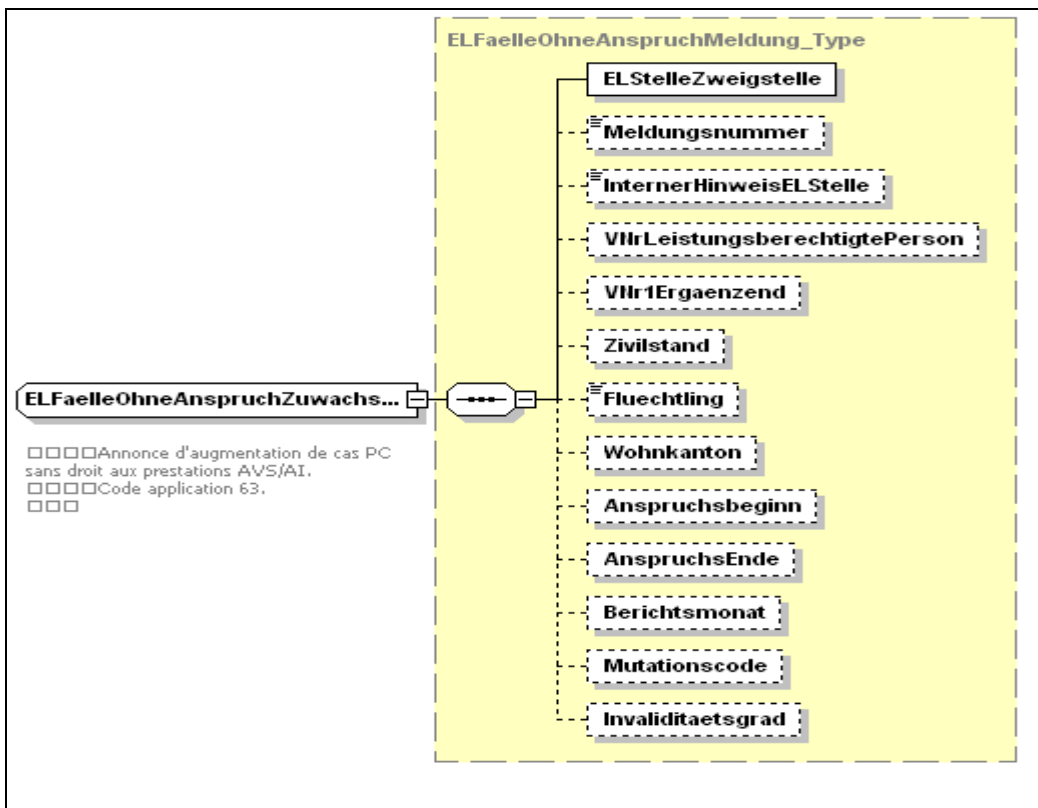 ELFaelleOhneAnspruchMeldung_Type
ELStelleZweigstelle
Meldungsnummer
InternerHinweisELStelle
VNrLeistungsberechtigtePerson
VNr1Ergaenzend
Zivilstand
Fluechtling
Wohnkanton
Anspruchsbeginn
AnspruchsEnde
Berichtsmonat
Mutationscode
Invaliditaetsgrad
ELFaelleOhneAnspruchZuwachs...
□□□□Annonce d'augmentation de cas PC
sans droit aux prestations AVS/AI.
□□□□Code application 63.
□□□